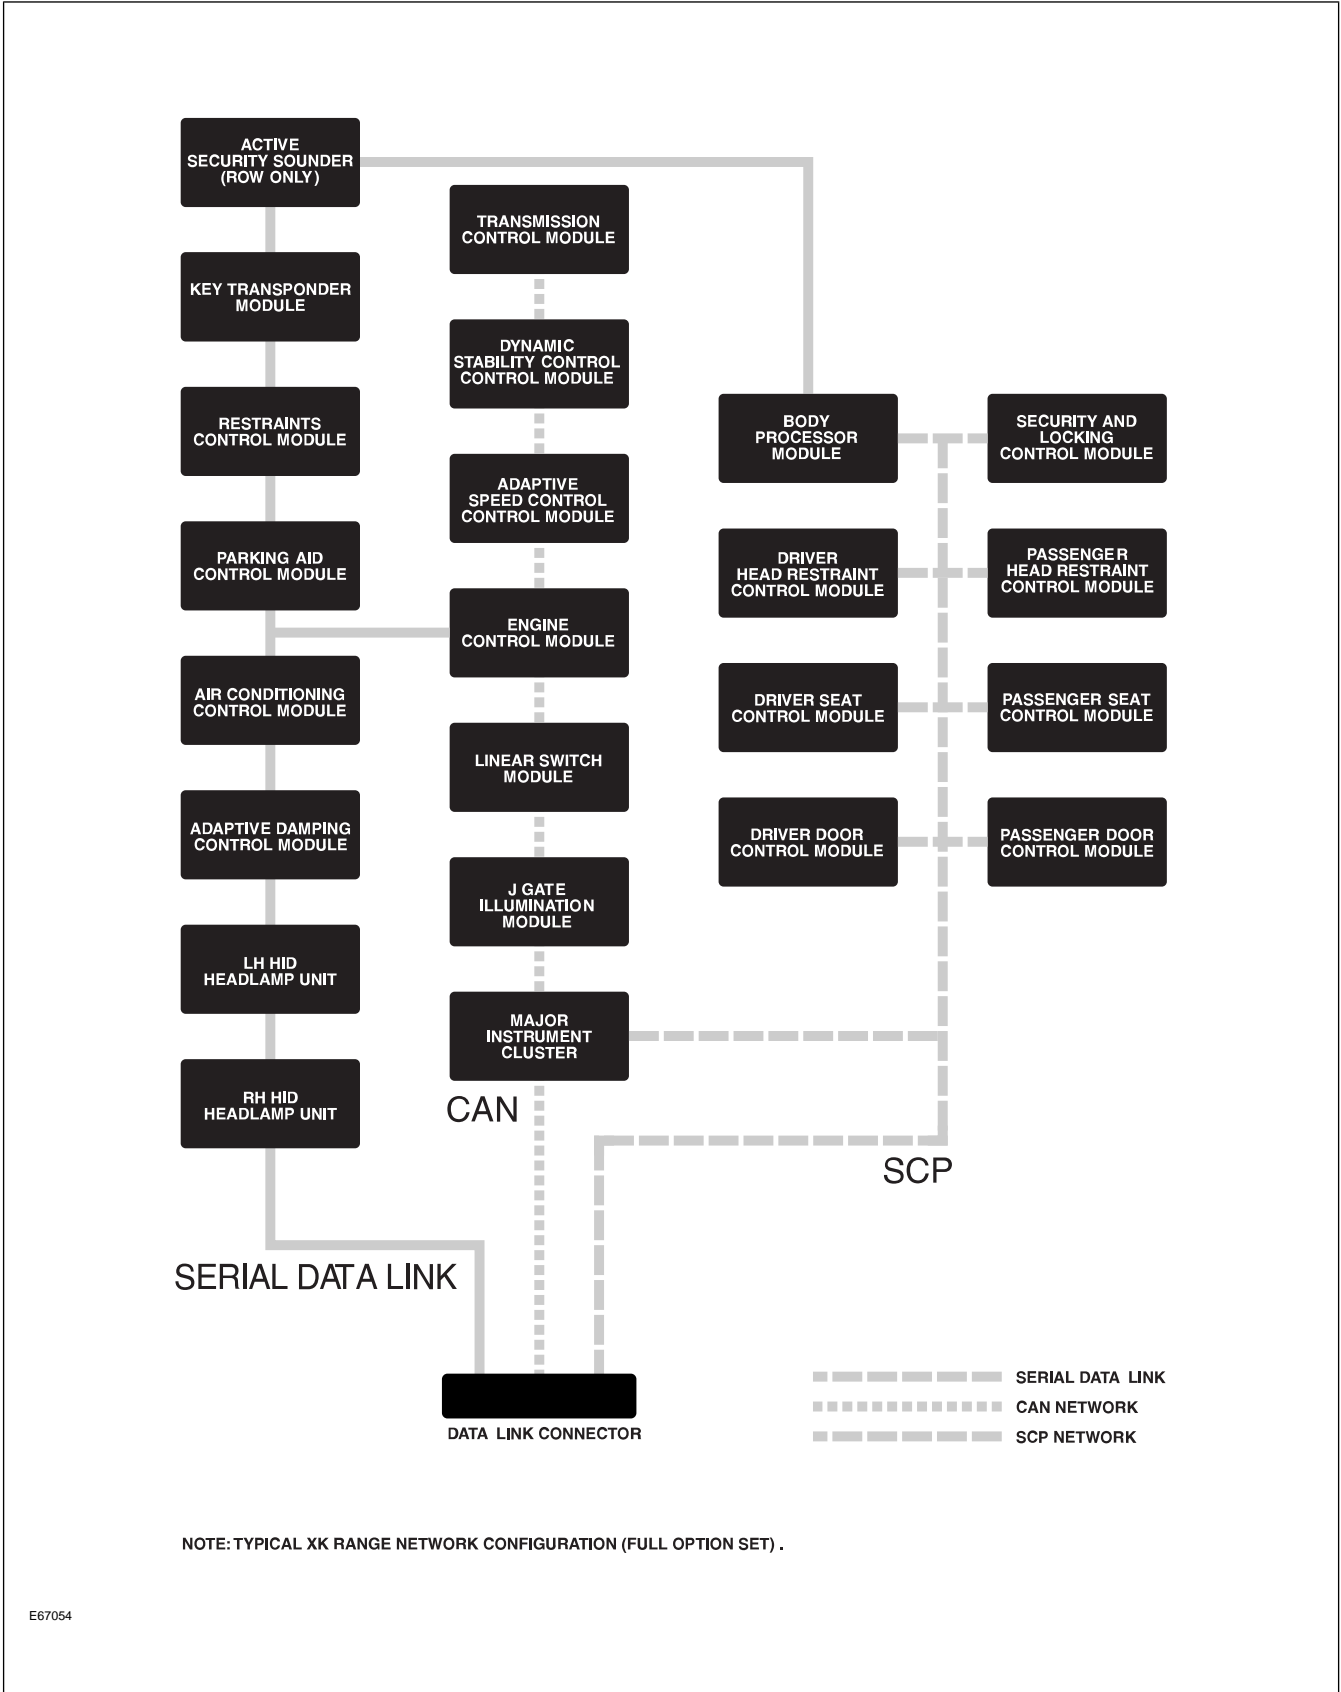 ACTIVE
SECURITY SOUNDER
(ROW ONLY)
KEY TRANSPONDER
MODULE
RESTRAINTS
CONTROL MODULE
PARKING AID
CONTROL MODULE
AIR CONDITIONING
CONTROL MODULE
ADAPTIVE DAMPING
CONTROL MODULE
LH HID
HEADLAMP UNIT
RH HID
HEADLAMP UNIT
SERIAL DATA LINK
TRANSMISSION
CONTROL MODULE
DYNAMIC
STABILITY CONTROL
CONTROL MODULE
ADAPTIVE
SPEED CONTROL
CONTROL MODULE
ENGINE
CONTROL MODULE
LINEAR SWITCH
MODULE
J GATE
ILLUMINATION
MODULE
MAJOR
INSTRUMENT
CLUSTER
CAN
BODY
PROCESSOR
MODULE
SECURITY AND
LOCKING
CONTROL MODULE
DRIVER
HEAD RESTRAINT
CONTROL MODULE
PASSENGER
HEAD RESTRAINT
CONTROL MODULE
DRIVER SEAT
CONTROL MODULE
PASSENGER SEAT
CONTROL MODULE
DRIVER DOOR
CONTROL MODULE
PASSENGER DOOR
CONTROL MODULE
SCP
DATA LINK CONNECTOR
SERIAL DATA LINK
CAN NETWORK
SCP NETWORK
NOTE: TYPICAL XK RANGE NETWORK CONFIGURATION (FULL OPTION SET) .
E67054